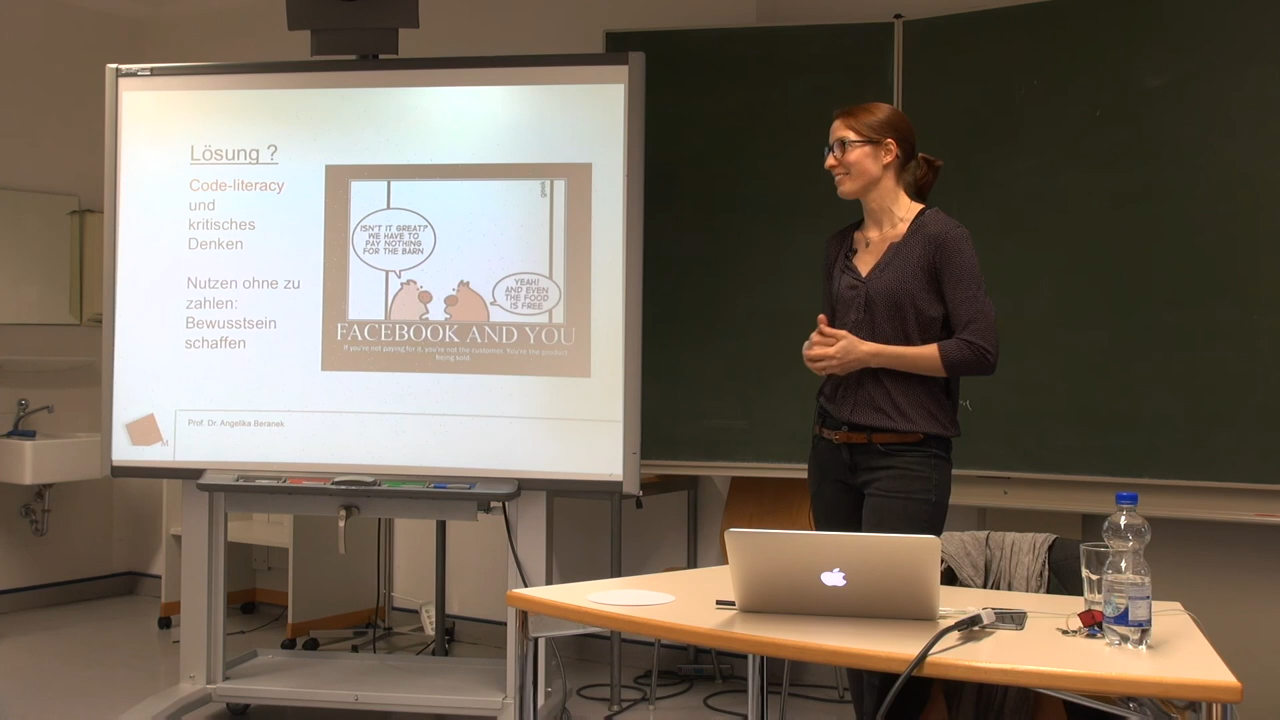 Lösung ?
Code-literacy
und
kritisches
Denken
Nutzen ohne zu
zahlen:
Bewusstsein
schaffen
ISN'T IT GREAT?
WE HAVE TO
PAY NOTHING
FOR THE BARN
YEAH!
AND EVEN
THE FOOD
IS FREE
FACEBOOK AND YOU
If you're not paying for it, you're not the customer. You're the product
being sold.
Prof. Dr. Angelika Beranek
M